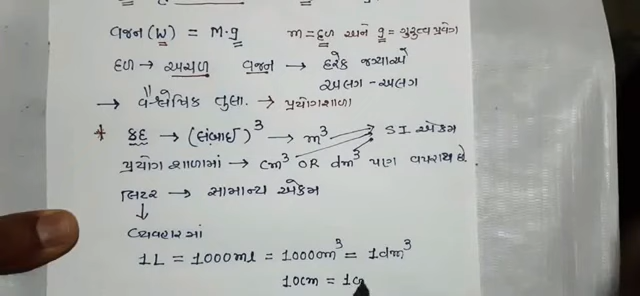 વજન (W) = M.g m = દળ અને g = ગુરુત્વ પ્રવેગ
દળ → અચળ વજન → દરેક જગ્યાએ
અલગ - અલગ
→ વૈશ્લેષિક તુલા. → પ્રયોગશાળા
* કદ → (લંબાઈ)³ → m³ → SI એકમ
પ્રયોગ શાળામાં → cm³ OR dm³ પણ વપરાય છે.
લિટર → સામાન્ય એકમ
↓
વ્યવહારમાં
1L = 1000ml = 1000cm³ = 1dm³
10cm = 1d